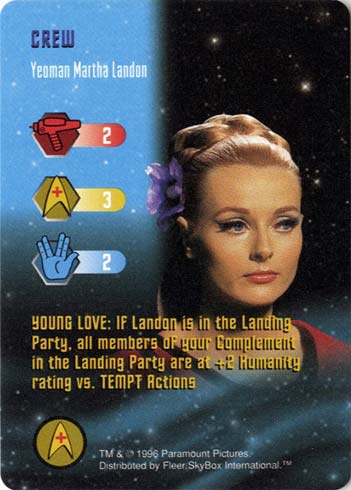 CREW
Yeoman Martha Landon
2
3
2
YOUNG LOVE: If Landon is in the Landing
Party, all members of your Complement
in the Landing Party are at +2 Humanity
rating vs. TEMPT Actions
TM & © 1996 Paramount Pictures.
Distributed by Fleer/SkyBox International.™